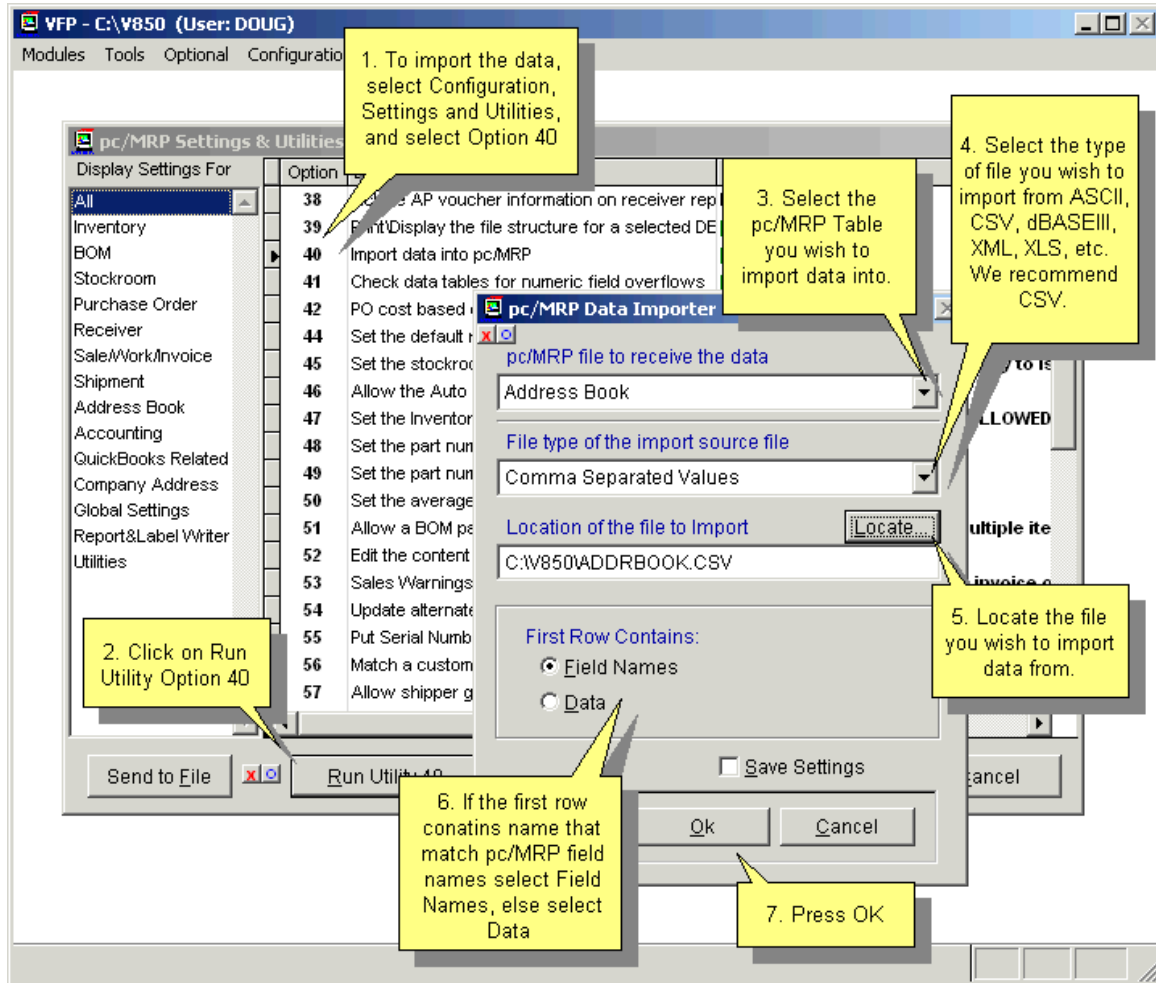 VFP - C:\V850 (User: DOUG)
Modules Tools Optional Configuratio
1. To import the data,
select Configuration,
Settings and Utilities,
and select Option 40
pc/MRP Settings & Utilities
Display Settings For
All
Inventory
BOM
Stockroom
Purchase Order
Receiver
Sale/Work/Invoice
Shipment
Address Book
Accounting
QuickBooks Related
Company Address
Global Settings
Report&Label Writer
Utilities
Option
38 AP voucher information on receiver rep
39 Print\Display the file structure for a selected DE
40 Import data into pc/MRP
41 Check data tables for numeric field overflows
42 PO cost based
44 Set the default r
45 Set the stockroo
46 Allow the Auto
47 Set the Inventor
48 Set the part num
49 Set the part num
50 Set the average
51 Allow a BOM pa
52 Edit the content
53 Sales Warnings
54 Update alternate
55 Put Serial Numb
56 Match a custom
57 Allow shipper g
y to Is
LLOWED
ultiple ite
invoice o
2. Click on Run
Utility Option 40
Send to File
Run Utility 40
ancel
3. Select the
pc/MRP Table
you wish to
import data into.
4. Select the type
of file you wish to
import from ASCII,
CSV, dBASEIII,
XML, XLS, etc.
We recommend
CSV.
pc/MRP Data Importer
pc/MRP file to receive the data
Address Book
File type of the import source file
Comma Separated Values
Location of the file to Import
Locate...
C:\V850\ADDRBOOK.CSV
5. Locate the file
you wish to import
data from.
First Row Contains:
Field Names
Data
Save Settings
6. If the first row
conatins name that
match pc/MRP field
names select Field
Names, else select
Data
Ok
Cancel
7. Press OK